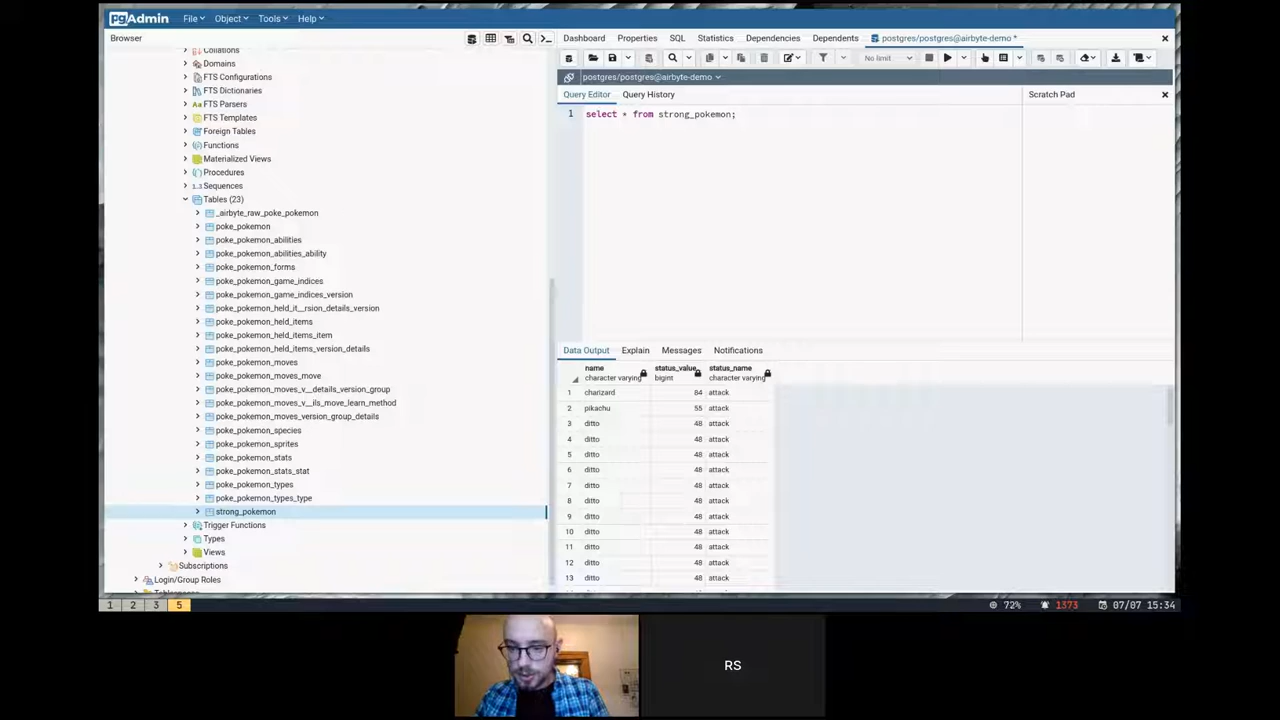 pgAdmin File Object Tools Help
Browser
Dashboard Properties SQL Statistics Dependencies Dependents postgres/postgres@airbyte-demo *
No limit
postgres/postgres@airbyte-demo
Query Editor Query History
Scratch Pad
1 select * from strong_pokemon;
Collations
Domains
FTS Configurations
FTS Dictionaries
Aa FTS Parsers
FTS Templates
Foreign Tables
Functions
Materialized Views
Procedures
1..3 Sequences
Tables (23)
_airbyte_raw_poke_pokemon
poke_pokemon
poke_pokemon_abilities
poke_pokemon_abilities_ability
poke_pokemon_forms
poke_pokemon_game_indices
poke_pokemon_game_indices_version
poke_pokemon_held_it__rsion_details_version
poke_pokemon_held_items
poke_pokemon_held_items_item
poke_pokemon_held_items_version_details
poke_pokemon_moves
poke_pokemon_moves_move
poke_pokemon_moves_v__details_version_group
poke_pokemon_moves_v__ils_move_learn_method
poke_pokemon_moves_version_group_details
poke_pokemon_species
poke_pokemon_sprites
poke_pokemon_stats
poke_pokemon_stats_stat
poke_pokemon_types
poke_pokemon_types_type
strong_pokemon
Trigger Functions
Types
Views
Subscriptions
Login/Group Roles
Data Output Explain Messages Notifications
name status_value status_name
character varying bigint character varying
1 charizard 84 attack
2 pikachu 55 attack
3 ditto 48 attack
4 ditto 48 attack
5 ditto 48 attack
6 ditto 48 attack
7 ditto 48 attack
8 ditto 48 attack
9 ditto 48 attack
10 ditto 48 attack
11 ditto 48 attack
12 ditto 48 attack
13 ditto 48 attack
1 2 3 5
72% 1373 07/07 15:34
RS